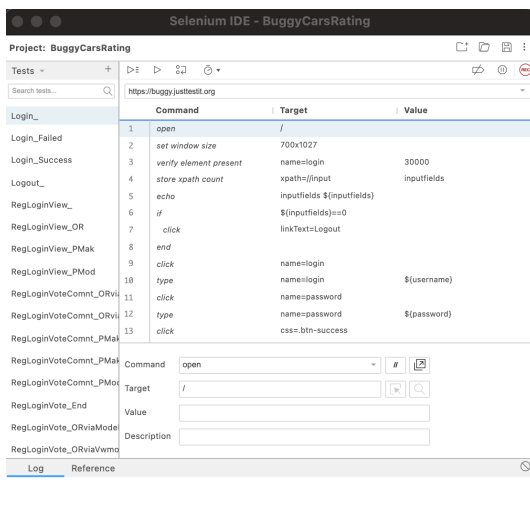 Selenium IDE - BuggyCarsRating
Project: BuggyCarsRating
Tests
+
REC
Search tests...
https://buggy.justtestit.org
Command Target Value
Login_
Login_Failed
Login_Success
Logout_
RegLoginView_
RegLoginView_OR
RegLoginView_PMak
RegLoginView_PMod
RegLoginVoteComnt_ORvia
RegLoginVoteComnt_ORvia
RegLoginVoteComnt_PMak
RegLoginVoteComnt_PMak
RegLoginVoteComnt_PMod
RegLoginVote_End
RegLoginVote_ORviaModel
RegLoginVote_ORviaVwmo
1 open /
2 set window size 700x1027
3 verify element present name=login 30000
4 store xpath count xpath=//input inputfields
5 echo inputfields ${inputfields}
6 if ${inputfields}==0
7 click linkText=Logout
8 end
9 click name=login
10 type name=login ${username}
11 click name=password
12 type name=password ${password}
13 click css=.btn-success
Command open //
Target /
Value
Description
Log Reference